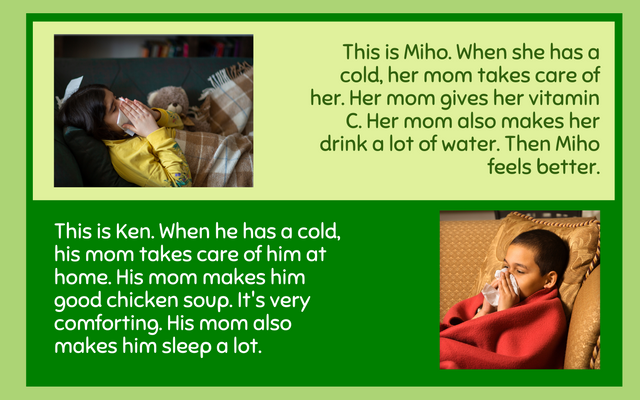 This is Miho. When she has a
cold, her mom takes care of
her. Her mom gives her vitamin
C. Her mom also makes her
drink a lot of water. Then Miho
feels better.
This is Ken. When he has a cold,
his mom takes care of him at
home. His mom makes him
good chicken soup. It's very
comforting. His mom also
makes him sleep a lot.